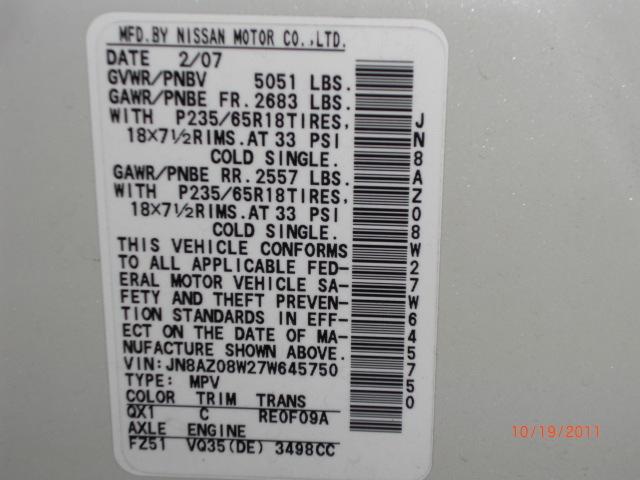 MFD.BY NISSAN MOTOR CO.,LTD.
DATE 2/07
GVWR/PNBV 5051 LBS.
GAWR/PNBE FR.2683 LBS.
WITH P235/65R18TIRES,
18×7½RIMS.AT 33 PSI
COLD SINGLE.
GAWR/PNBE RR.2557 LBS.
WITH P235/65R18TIRES,
18×7½RIMS.AT 33 PSI
COLD SINGLE.
THIS VEHICLE CONFORMS
TO ALL APPLICABLE FED-
ERAL MOTOR VEHICLE SA-
FETY AND THEFT PREVEN-
TION STANDARDS IN EFF-
ECT ON THE DATE OF MA-
NUFACTURE SHOWN ABOVE.
VIN:JN8AZ08W27W645750
TYPE: MPV
COLOR TRIM TRANS
QX1 C RE0F09A
AXLE ENGINE
FZ51 VQ35(DE) 3498CC
JN8AZ08W27W645750
10/19/2011